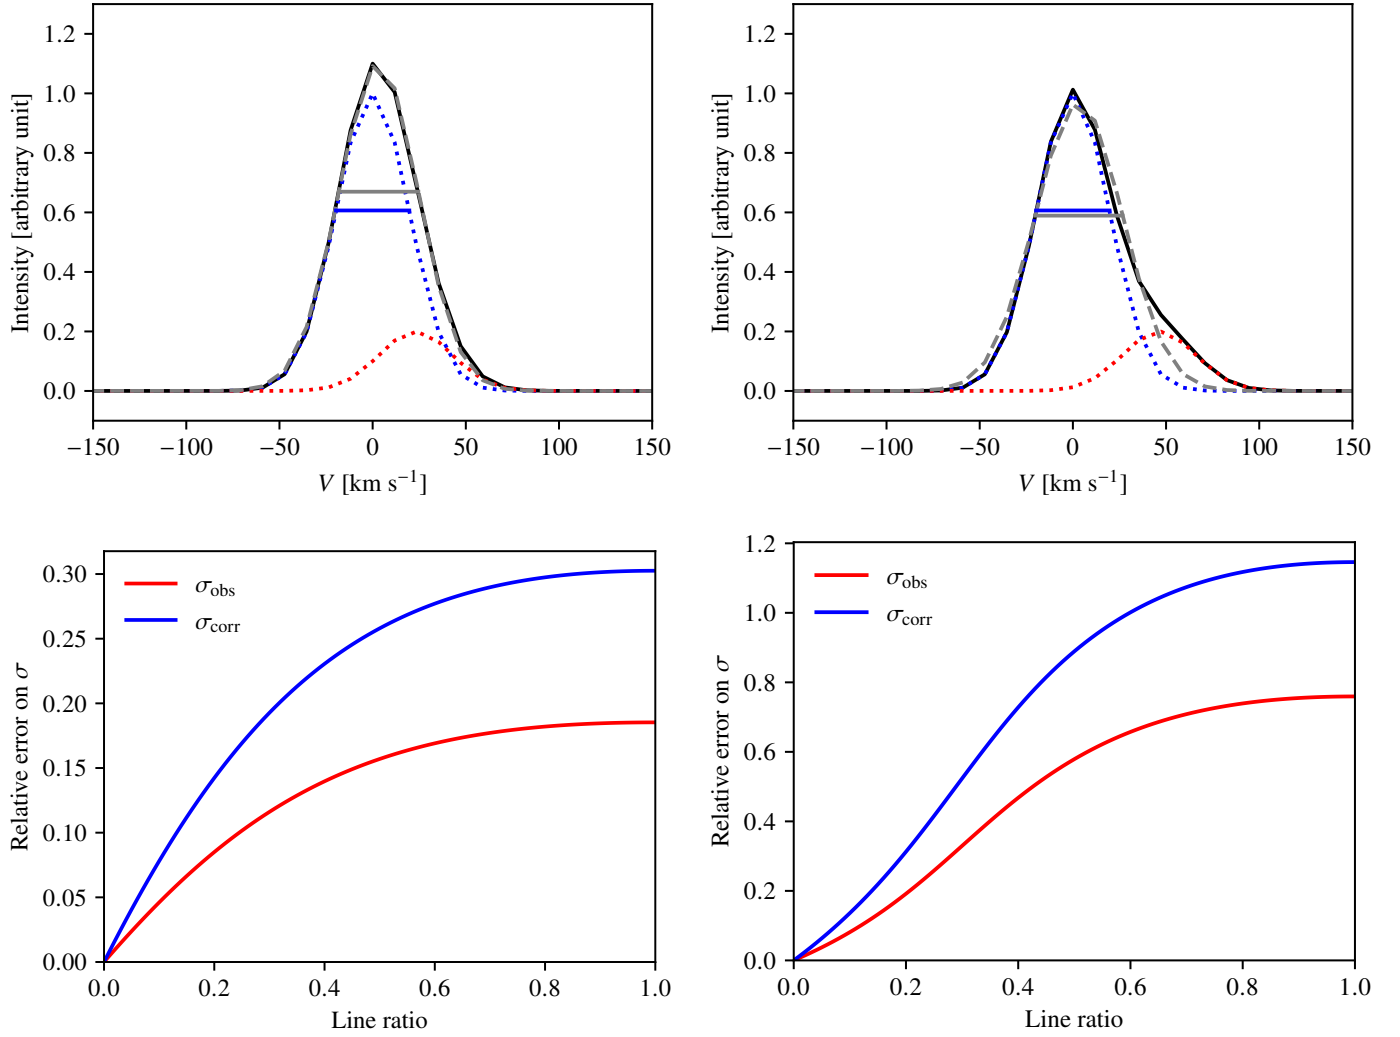 1.2
1.0
0.8
0.6
0.4
0.2
0.0
Intensity [arbitrary unit]
−150 −100 −50 0 50 100 150
V [km s⁻¹]
1.2
1.0
0.8
0.6
0.4
0.2
0.0
Intensity [arbitrary unit]
−150 −100 −50 0 50 100 150
V [km s⁻¹]
0.30
0.25
0.20
0.15
0.10
0.05
0.00
Relative error on σ
σobs
σcorr
0.0 0.2 0.4 0.6 0.8 1.0
Line ratio
1.2
1.0
0.8
0.6
0.4
0.2
0.0
Relative error on σ
σobs
σcorr
0.0 0.2 0.4 0.6 0.8 1.0
Line ratio